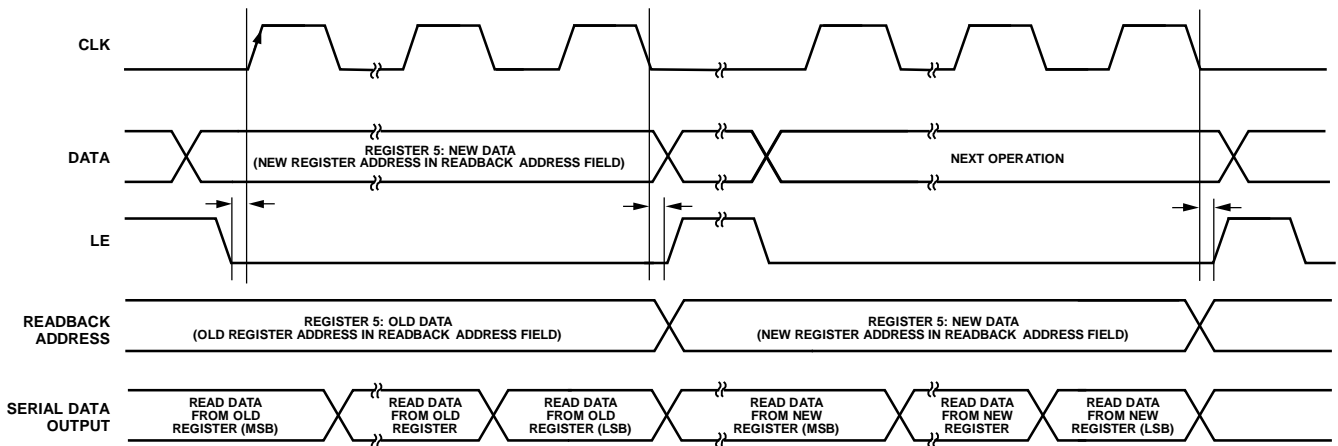 CLK
DATA
REGISTER 5: NEW DATA
(NEW REGISTER ADDRESS IN READBACK ADDRESS FIELD)
NEXT OPERATION
LE
READBACK
ADDRESS
REGISTER 5: OLD DATA
(OLD REGISTER ADDRESS IN READBACK ADDRESS FIELD)
REGISTER 5: NEW DATA
(NEW REGISTER ADDRESS IN READBACK ADDRESS FIELD)
SERIAL DATA
OUTPUT
READ DATA
FROM OLD
REGISTER (MSB)
READ DATA
FROM OLD
REGISTER
READ DATA
FROM OLD
REGISTER (LSB)
READ DATA
FROM NEW
REGISTER (MSB)
READ DATA
FROM NEW
REGISTER
READ DATA
FROM NEW
REGISTER (LSB)